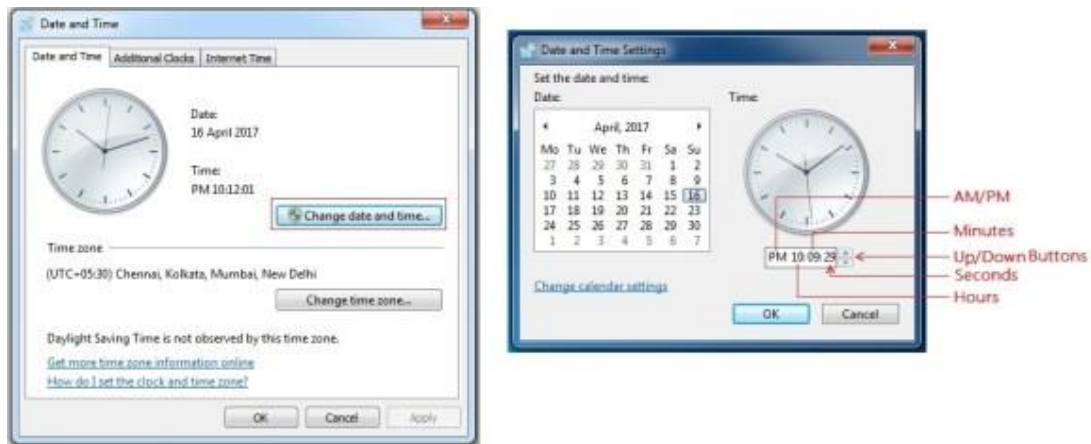 Date and Time
Date and Time Additional Clocks Internet Time
Date:
16 April 2017
Time:
PM 10:12:01
Change date and time...
Time zone
(UTC+05:30) Chennai, Kolkata, Mumbai, New Delhi
Change time zone...
Daylight Saving Time is not observed by this time zone.
Get more time zone information online
How do I set the clock and time zone?
OK Cancel Apply
Date and Time Settings
Set the date and time:
Date: Time:
April, 2017
Mo Tu We Th Fr Sa Su
27 28 29 30 31 1 2
3 4 5 6 7 8 9
10 11 12 13 14 15 16
17 18 19 20 21 22 23
24 25 26 27 28 29 30
1 2 3 4 5 6 7
PM 10:09:29
Change calendar settings
OK Cancel
AM/PM
Minutes
Up/Down Buttons
Seconds
Hours